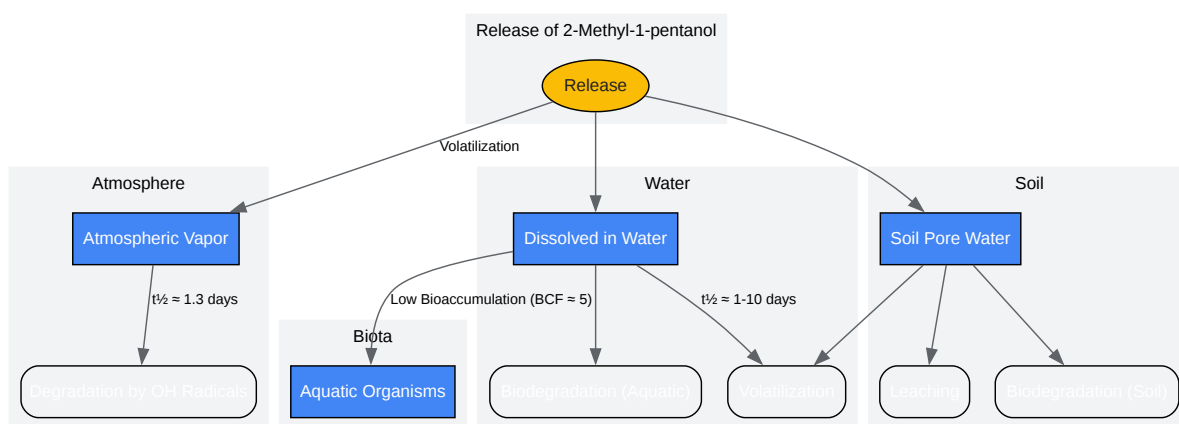 Release of 2-Methyl-1-pentanol
Release
Volatilization
Atmosphere
Water
Soil
Atmospheric Vapor
Dissolved in Water
Soil Pore Water
t½ ≈ 1.3 days
Low Bioaccumulation (BCF ≈ 5)
t½ ≈ 1-10 days
Biota
Degradation by OH Radicals
Aquatic Organisms
Biodegradation (Aquatic)
Volatilization
Leaching
Biodegradation (Soil)